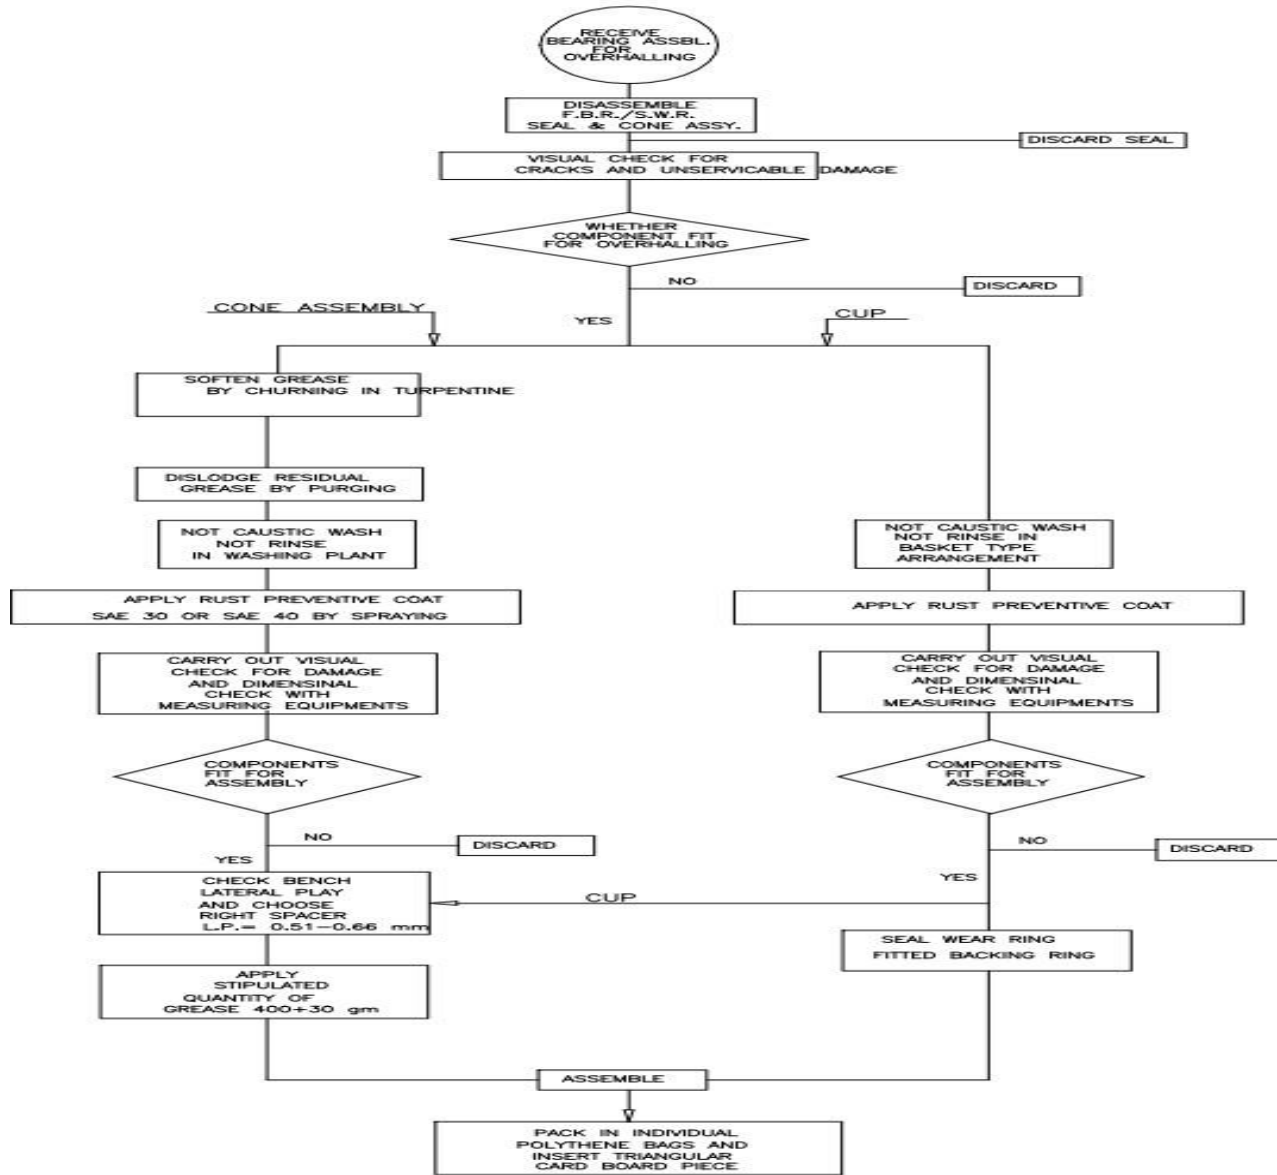 RECEIVE
BEARING ASSBL.
FOR
OVERHALLING
DISASSEMBLE
F.B.R./S.W.R.
SEAL & CONE ASSY.
DISCARD SEAL
VISUAL CHECK FOR
CRACKS AND UNSERVICABLE DAMAGE
WHETHER
COMPONENT FIT
FOR OVERHALLING
NO
DISCARD
YES
CONE ASSEMBLY
CUP
SOFTEN GREASE
BY CHURNING IN TURPENTINE
DISLODGE RESIDUAL
GREASE BY PURGING
NOT CAUSTIC WASH
NOT RINSE
IN WASHING PLANT
APPLY RUST PREVENTIVE COAT
SAE 30 OR SAE 40 BY SPRAYING
CARRY OUT VISUAL
CHECK FOR DAMAGE
AND DIMENSINAL
CHECK WITH
MEASURING EQUIPMENTS
COMPONENTS
FIT FOR
ASSEMBLY
NO
DISCARD
YES
CHECK BENCH
LATERAL PLAY
AND CHOOSE
RIGHT SPACER
L.P.= 0.51-0.66 mm
APPLY
STIPULATED
QUANTITY OF
GREASE 400+30 gm
NOT CAUSTIC WASH
NOT RINSE IN
BASKET TYPE
ARRANGEMENT
APPLY RUST PREVENTIVE COAT
CARRY OUT VISUAL
CHECK FOR DAMAGE
AND DIMENSINAL
CHECK WITH
MEASURING EQUIPMENTS
COMPONENTS
FIT FOR
ASSEMBLY
NO
DISCARD
YES
CUP
SEAL WEAR RING
FITTED BACKING RING
ASSEMBLE
PACK IN INDIVIDUAL
POLYTHENE BAGS AND
INSERT TRIANGULAR
CARD BOARD PIECE